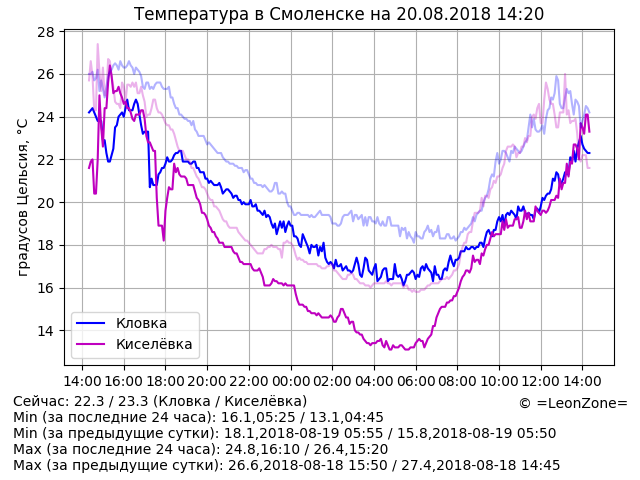 Температура в Смоленске на 20.08.2018 14:20
градусов Цельсия, °C
28
26
24
22
20
18
16
14
Кловка
Киселёвка
14:00 16:00 18:00 20:00 22:00 00:00 02:00 04:00 06:00 08:00 10:00 12:00 14:00
Сейчас: 22.3 / 23.3 (Кловка / Киселёвка)
© =LeonZone=
Min (за последние 24 часа): 16.1,05:25 / 13.1,04:45
Min (за предыдущие сутки): 18.1,2018-08-19 05:55 / 15.8,2018-08-19 05:50
Max (за последние 24 часа): 24.8,16:10 / 26.4,15:20
Max (за предыдущие сутки): 26.6,2018-08-18 15:50 / 27.4,2018-08-18 14:45